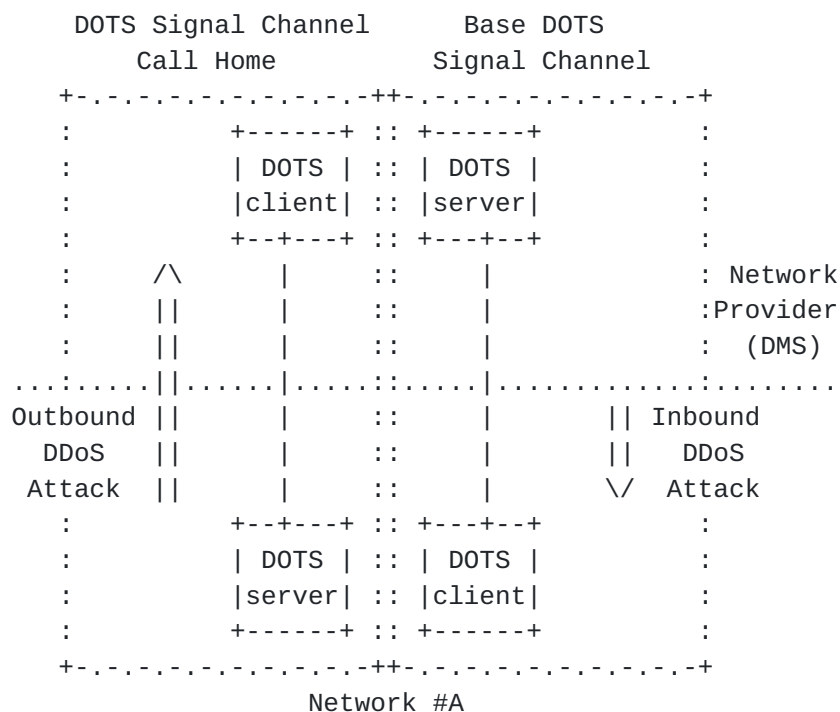 DOTS Signal Channel      Base DOTS
        Call Home          Signal Channel
   +-.-.-.-.-.-.-.-.-.-++-.-.-.-.-.-.-.-.-.-+
   :          +------+ :: +------+          :
   :          | DOTS | :: | DOTS |          :
   :          |client| :: |server|          :
   :          +--+---+ :: +---+--+          :
   :     /\      |     ::     |             : Network
   :     ||      |     ::     |             :Provider
   :     ||      |     ::     |             :  (DMS)
...:.....||......|.....::.....|.............:........
Outbound ||      |     ::     |       || Inbound
  DDoS   ||      |     ::     |       ||  DDoS
 Attack  ||      |     ::     |       \/  Attack
   :          +--+---+ :: +---+--+          :
   :          | DOTS | :: | DOTS |          :
   :          |server| :: |client|          :
   :          +------+ :: +------+          :
   +-.-.-.-.-.-.-.-.-.-++-.-.-.-.-.-.-.-.-.-+
                   Network #A